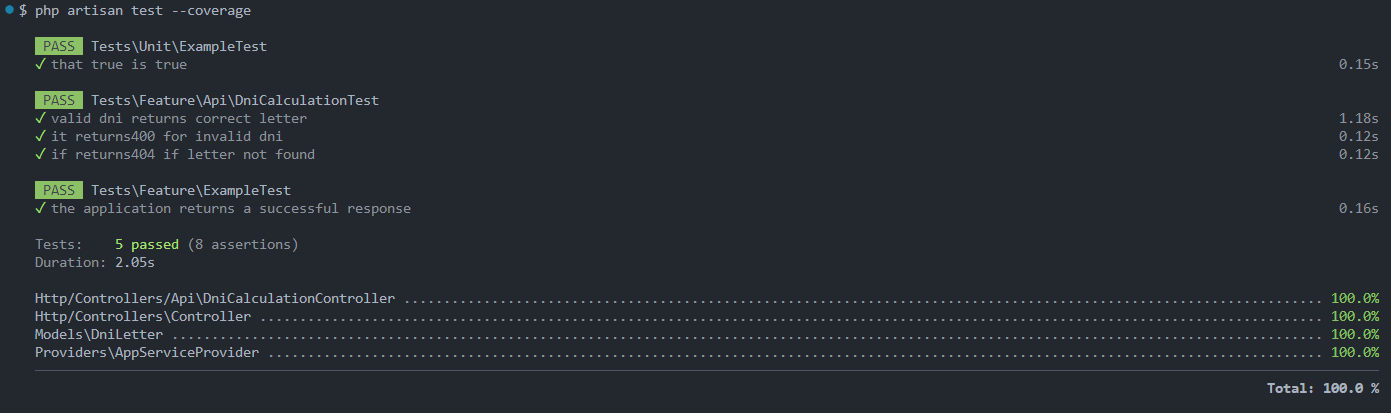 $ php artisan test --coverage
PASS Tests\Unit\ExampleTest
✓ that true is true 0.15s
PASS Tests\Feature\Api\DniCalculationTest
✓ valid dni returns correct letter 1.18s
✓ it returns400 for invalid dni 0.12s
✓ if returns404 if letter not found 0.12s
PASS Tests\Feature\ExampleTest
✓ the application returns a successful response 0.16s
Tests: 5 passed (8 assertions)
Duration: 2.05s
Http/Controllers/Api\DniCalculationController ................................................................................................................... 100.0%
Http/Controllers\Controller ..................................................................................................................................... 100.0%
Models\DniLetter ................................................................................................................................................ 100.0%
Providers\AppServiceProvider .................................................................................................................................... 100.0%
Total: 100.0 %